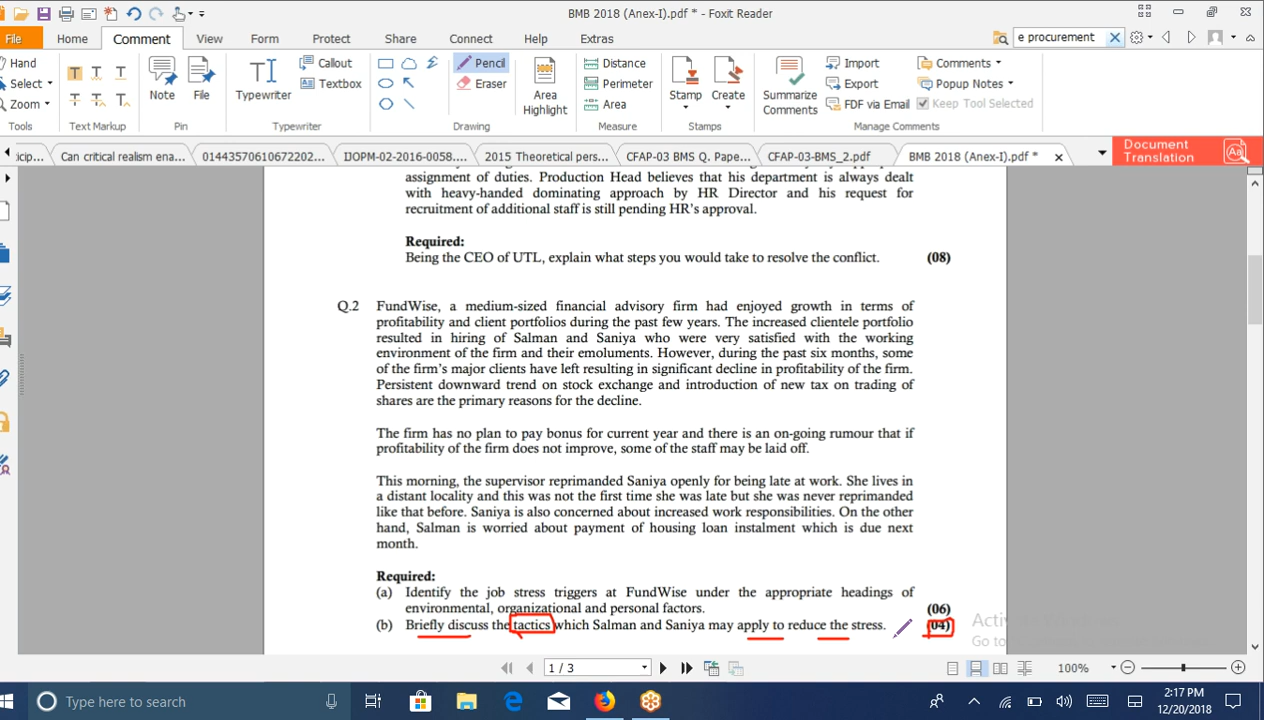 BMB 2018 (Anex-I).pdf * - Foxit Reader
File Home Comment View Form Protect Share Connect Help Extras e procurement
Hand Select Zoom Tools
Text Markup
Note File Pin
Typewriter Callout Textbox Typewriter
Pencil Eraser Area Highlight Drawing
Distance Perimeter Area Measure
Stamp Create Stamps
Summarize Comments Import Export FDF via Email Comments Popup Notes Keep Tool Selected Manage Comments
icip... Can critical realism ena... 01443570610672202... IJOPM-02-2016-0058.... 2015 Theoretical pers... CFAP-03 BMS Q. Pape... CFAP-03-BMS_2.pdf BMB 2018 (Anex-I).pdf *
Document Translation
assignment of duties. Production Head believes that his department is always dealt
with heavy-handed dominating approach by HR Director and his request for
recruitment of additional staff is still pending HR's approval.
Required:
Being the CEO of UTL, explain what steps you would take to resolve the conflict. (08)
Q.2 FundWise, a medium-sized financial advisory firm had enjoyed growth in terms of
profitability and client portfolios during the past few years. The increased clientele portfolio
resulted in hiring of Salman and Saniya who were very satisfied with the working
environment of the firm and their emoluments. However, during the past six months, some
of the firm's major clients have left resulting in significant decline in profitability of the firm.
Persistent downward trend on stock exchange and introduction of new tax on trading of
shares are the primary reasons for the decline.
The firm has no plan to pay bonus for current year and there is an on-going rumour that if
profitability of the firm does not improve, some of the staff may be laid off.
This morning, the supervisor reprimanded Saniya openly for being late at work. She lives in
a distant locality and this was not the first time she was late but she was never reprimanded
like that before. Saniya is also concerned about increased work responsibilities. On the other
hand, Salman is worried about payment of housing loan instalment which is due next
month.
Required:
(a) Identify the job stress triggers at FundWise under the appropriate headings of
environmental, organizational and personal factors. (06)
(b) Briefly discuss the tactics which Salman and Saniya may apply to reduce the stress. (04)
1 / 3
100%
Type here to search
2:17 PM
12/20/2018